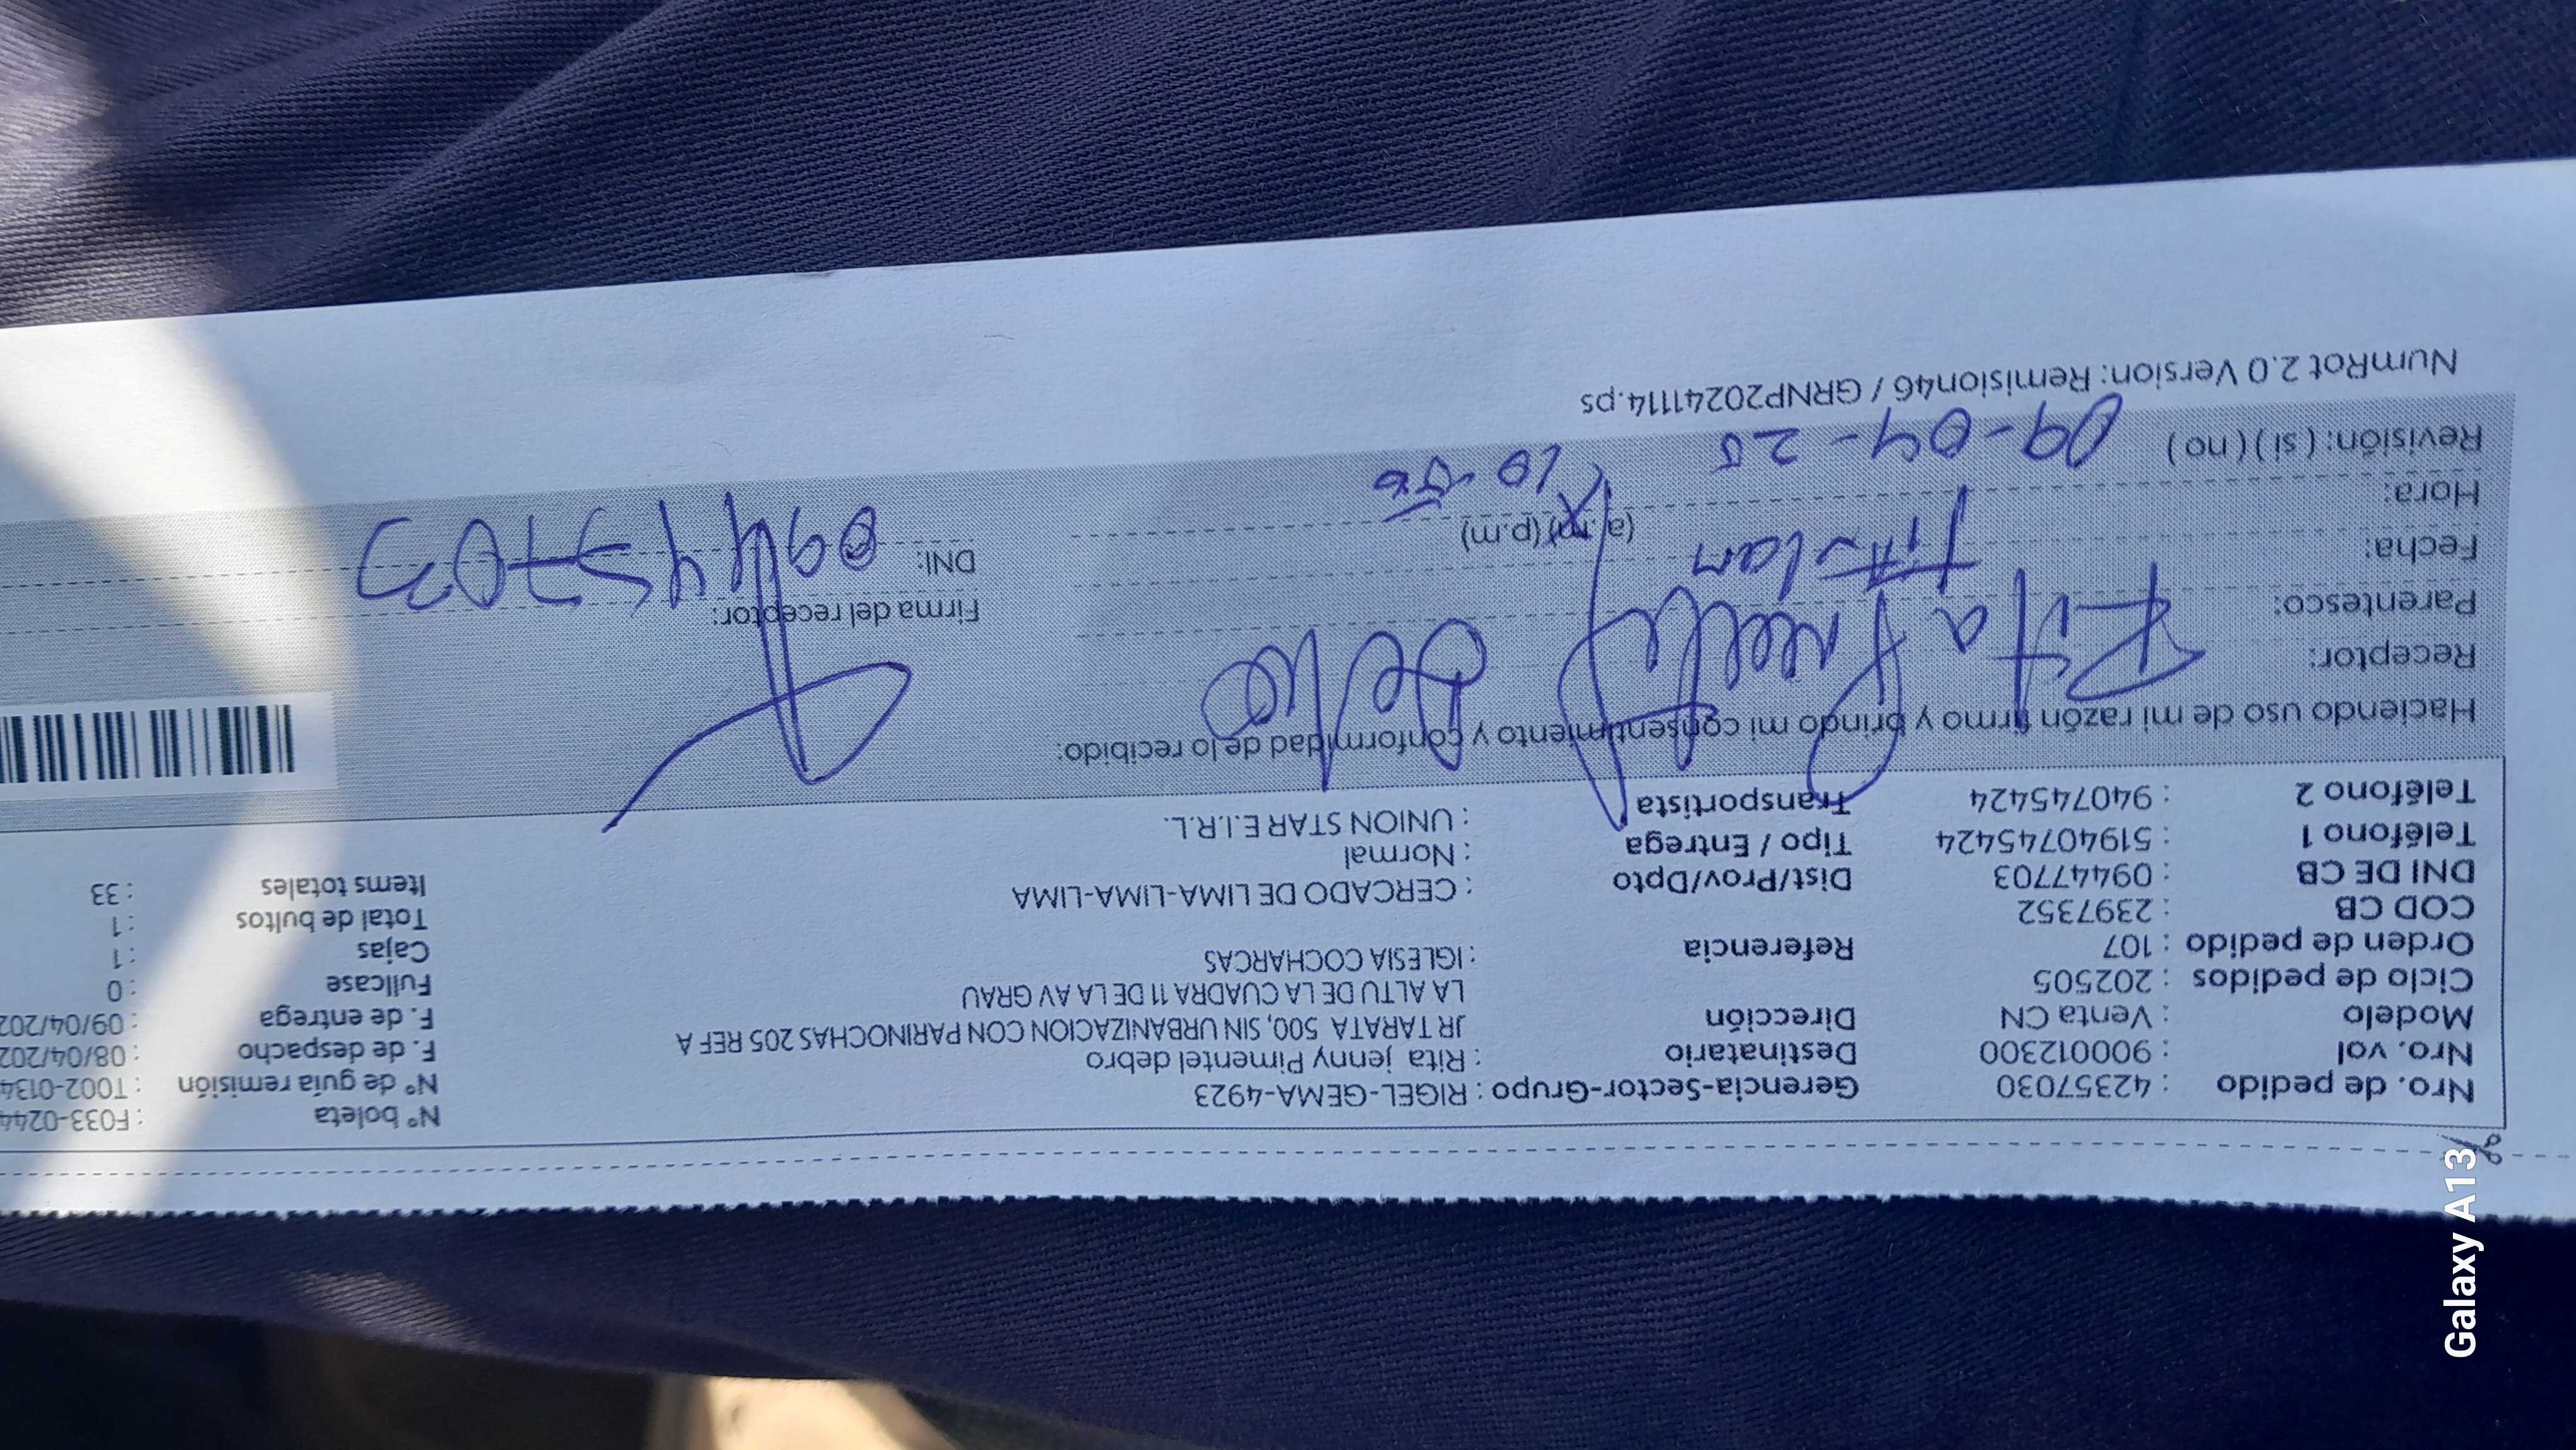 Nro. de pedido : 42357030 Gerencia-Sector-Grupo : RIGEL-GEMA-4923 N° boleta : F033-0244
Nro. vol : 900012300 Destinatario : Rita jenny Pimentel debro N° de guía remisión : T002-0134
Modelo : Venta CN Dirección JR TARATA 500, SIN URBANIZACION CON PARINOCHAS 205 REF A F. de despacho : 08/04/202
Ciclo de pedidos : 202505 LA ALTU DE LA CUADRA 11 DE LA AV GRAU F. de entrega : 09/04/202
Orden de pedido : 107 Referencia : IGLESIA COCHARCAS Fullcase : 0
COD CB : 2397352 Cajas : 1
DNI DE CB : 09447703 Dist/Prov/Dpto : CERCADO DE LIMA-LIMA-LIMA Total de bultos : 1
Teléfono 1 : 51940745424 Tipo / Entrega : Normal Items totales : 33
Teléfono 2 : 940745424 Transportista : UNION STAR E.I.R.L.
Haciendo uso de mi razón firmo y brindo mi consentimiento y conformidad de lo recibido:
Receptor: Rita
Parentesco: Titular Firma del receptor:
Fecha: DNI:
Hora: (a.m) (p.m)
Revisión: ( si ) ( no ) 09-04-25
NumRot 2.0 Version: Remision46 / GRNP20241114.ps
Galaxy A13